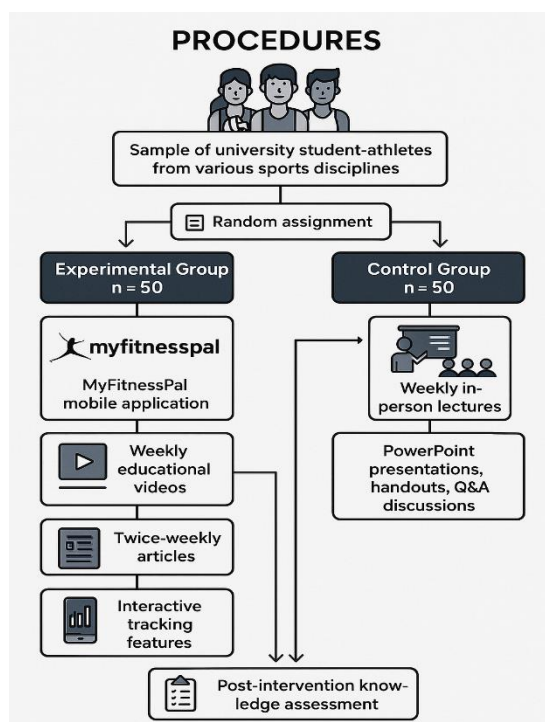 PROCEDURES
Sample of university student-athletes
from various sports disciplines
Random assignment
Experimental Group
n = 50
myfitnesspal
MyFitnessPal
mobile application
Weekly
educational
videos
Twice-weekly
articles
Interactive
tracking
features
Control Group
n = 50
Weekly in-
person lectures
PowerPoint
presentations,
handouts, Q&A
discussions
Post-intervention know-
ledge assessment